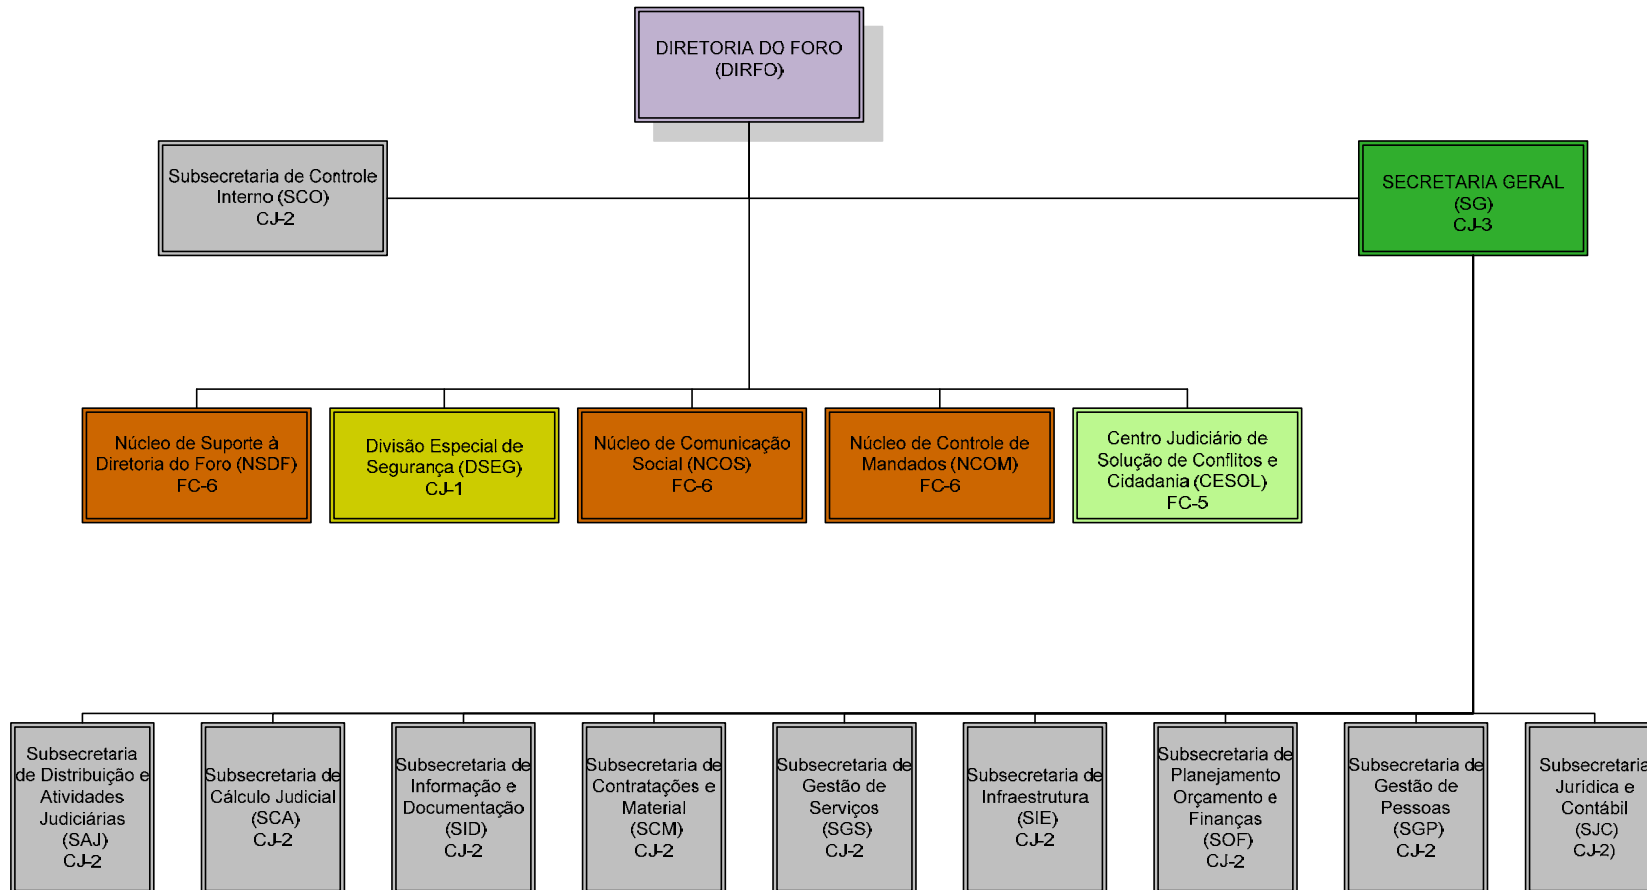 DIRETORIA DO FORO
(DIRFO)
Subsecretaria de Controle
Interno (SCO)
CJ-2
SECRETARIA GERAL
(SG)
CJ-3
Núcleo de Suporte à
Diretoria do Foro (NSDF)
FC-6
Divisão Especial de
Segurança (DSEG)
CJ-1
Núcleo de Comunicação
Social (NCOS)
FC-6
Núcleo de Controle de
Mandados (NCOM)
FC-6
Centro Judiciário de
Solução de Conflitos e
Cidadania (CESOL)
FC-5
Subsecretaria
de Distribuição e
Atividades
Judiciárias
(SAJ)
CJ-2
Subsecretaria de
Cálculo Judicial
(SCA)
CJ-2
Subsecretaria de
Informação e
Documentação
(SID)
CJ-2
Subsecretaria de
Contratações e
Material
(SCM)
CJ-2
Subsecretaria de
Gestão de
Serviços
(SGS)
CJ-2
Subsecretaria de
Infraestrutura
(SIE)
CJ-2
Subsecretaria de
Planejamento
Orçamento e
Finanças
(SOF)
CJ-2
Subsecretaria de
Gestão de
Pessoas
(SGP)
CJ-2
Subsecretaria
Jurídica e
Contábil
(SJC)
CJ-2)